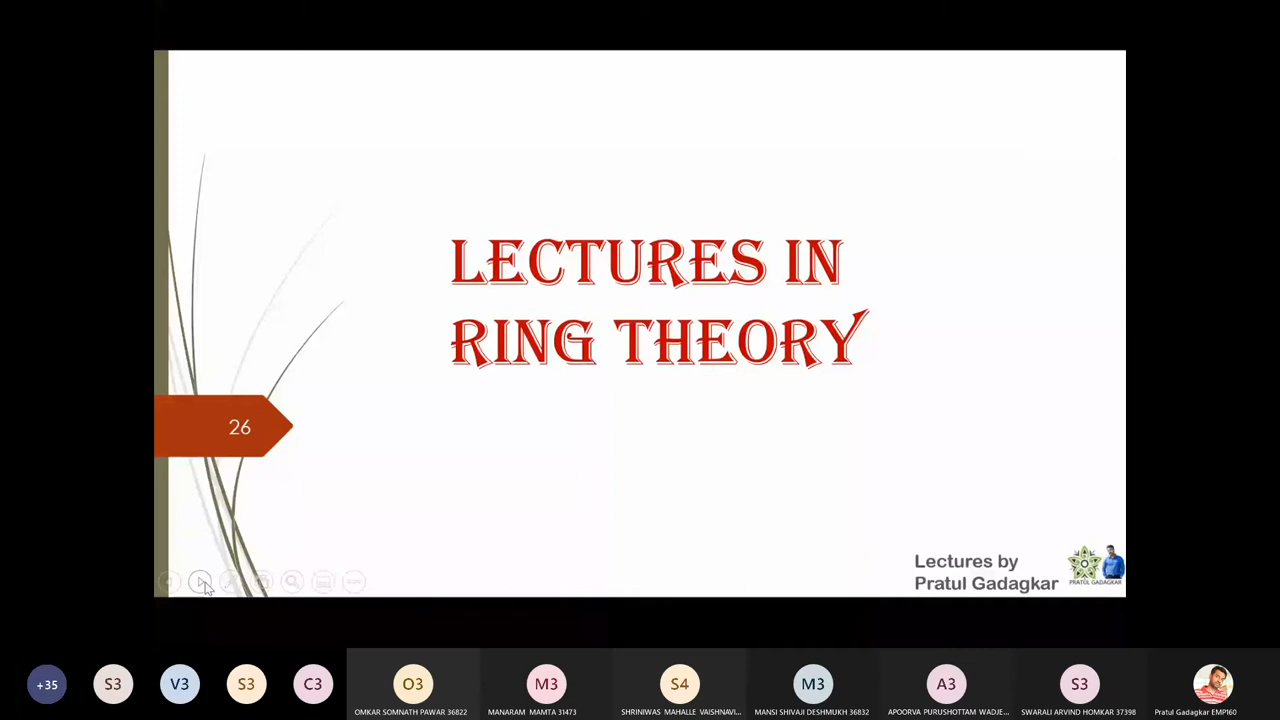 LECTURES IN
RING THEORY
26
Lectures by
Pratul Gadagkar
PRATUL GADAGKAR
+35
S3
V3
S3
C3
O3
M3
S4
M3
A3
S3
OMKAR SOMNATH PAWAR 36822
MANARAM MAMTA 31473
SHRINIWAS MAHALLE VAISHNAVI...
MANSI SHIVAJI DESHMUKH 36832
APOORVA PURUSHOTTAM WADJE...
SWARALI ARVIND HOMKAR 37398
Pratul Gadagkar EMP160